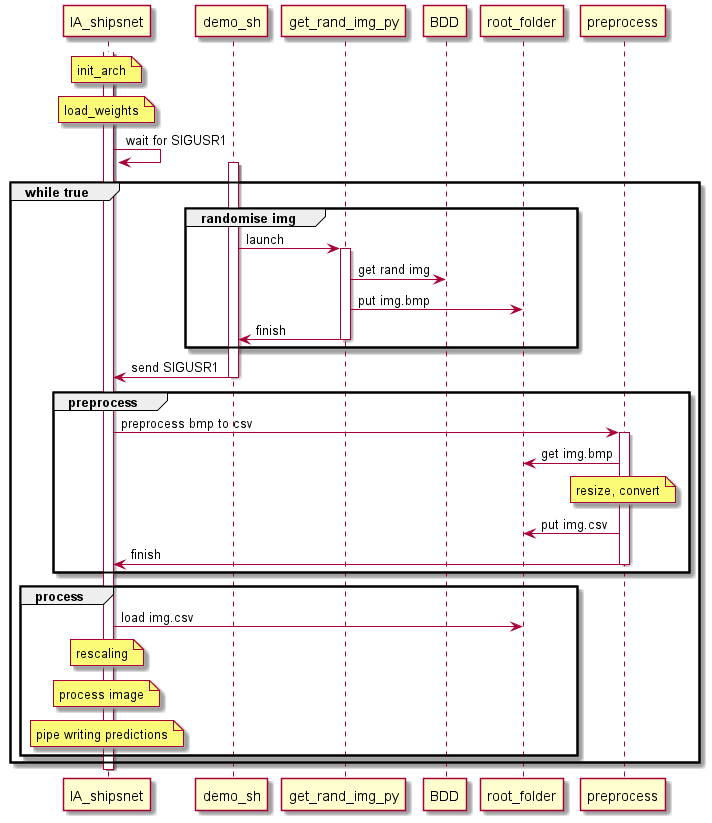 IA_shipsnet demo_sh get_rand_img_py BDD root_folder preprocess
init_arch
load_weights
wait for SIGUSR1
while true
randomise img
launch
get rand img
put img.bmp
finish
send SIGUSR1
preprocess
preprocess bmp to csv
get img.bmp
resize, convert
put img.csv
finish
process
load img.csv
rescaling
process image
pipe writing predictions
IA_shipsnet demo_sh get_rand_img_py BDD root_folder preprocess